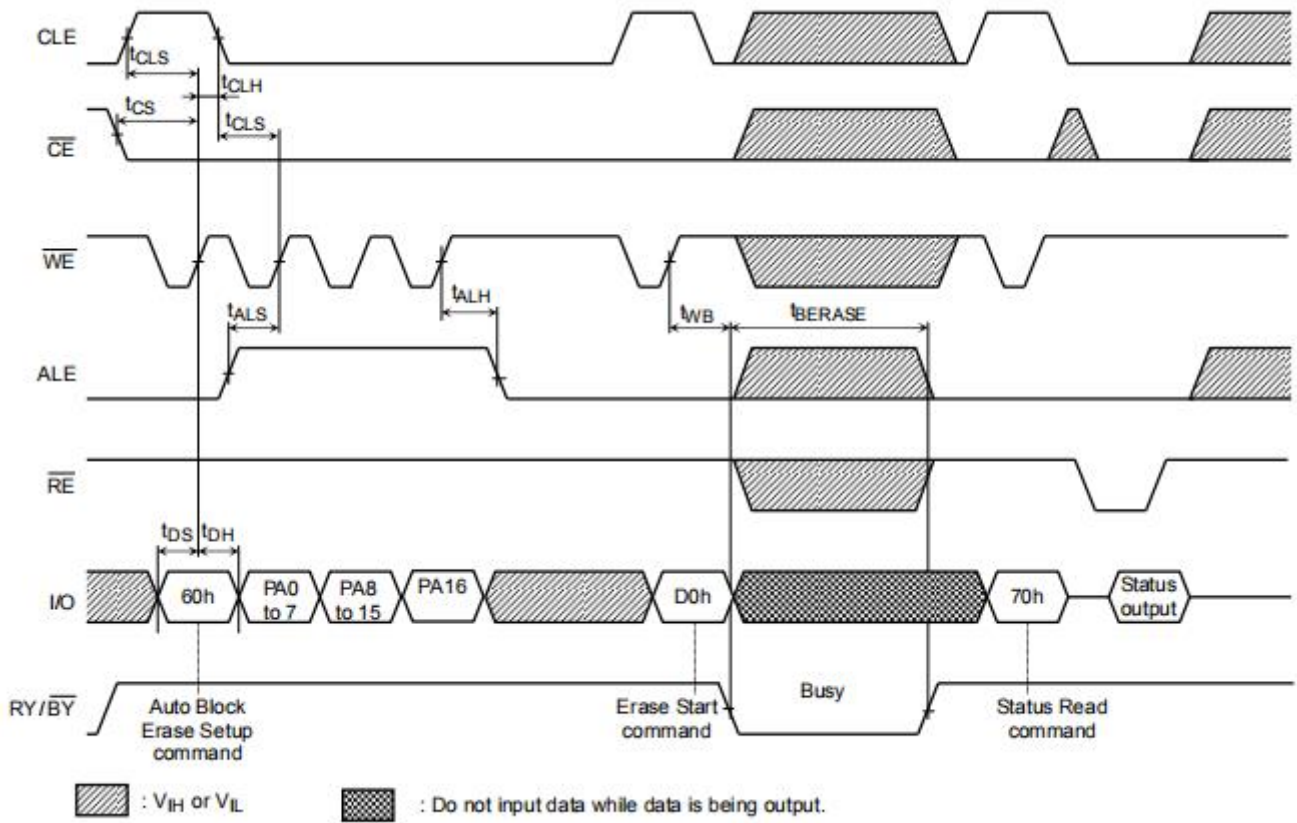 CLE
tCLS
tCLH
tCS
tCLS
CE
WE
tALS
tALH
tWB
tBERASE
ALE
RE
tDS
tDH
I/O
60h
PA0
to 7
PA8
to 15
PA16
D0h
70h
Status
output
RY/BY
Busy
Auto Block
Erase Setup
command
Erase Start
command
Status Read
command
: VIH or VIL
: Do not input data while data is being output.